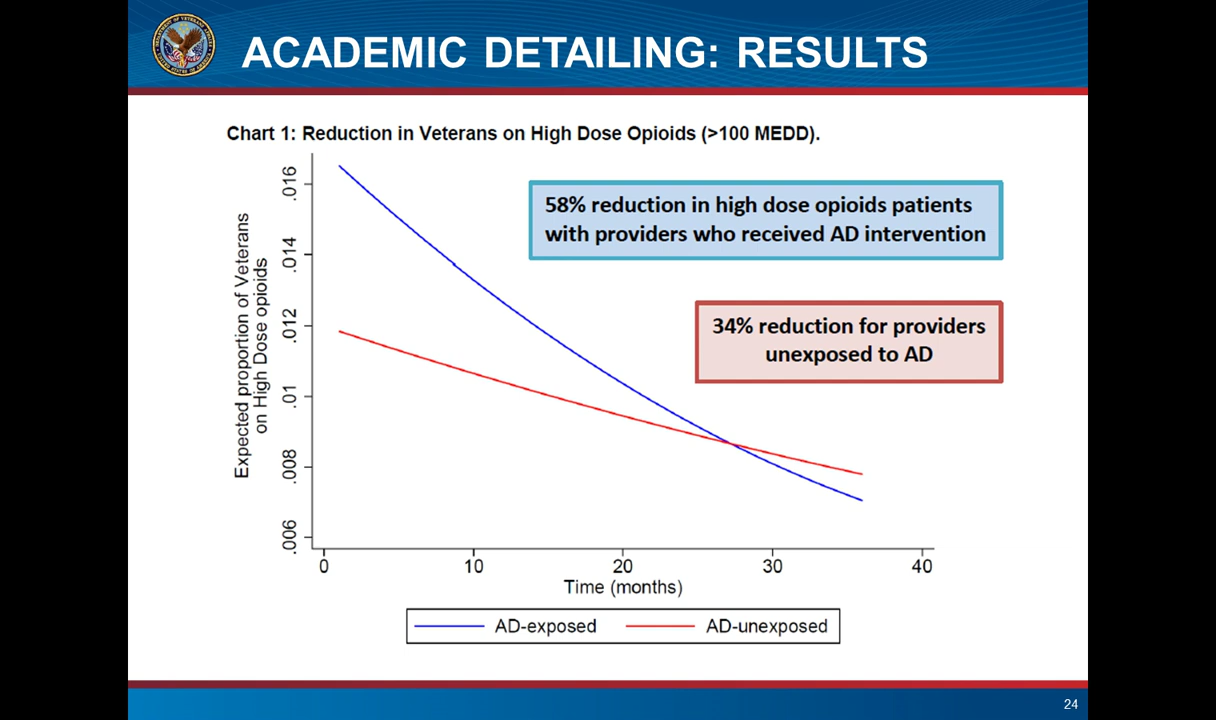 ACADEMIC DETAILING: RESULTS
Chart 1: Reduction in Veterans on High Dose Opioids (>100 MEDD).
58% reduction in high dose opioids patients
with providers who received AD intervention
34% reduction for providers
unexposed to AD
Expected proportion of Veterans
on High Dose opioids
.016
.014
.012
.01
.008
.006
0
10
20
30
40
Time (months)
AD-exposed
AD-unexposed
24